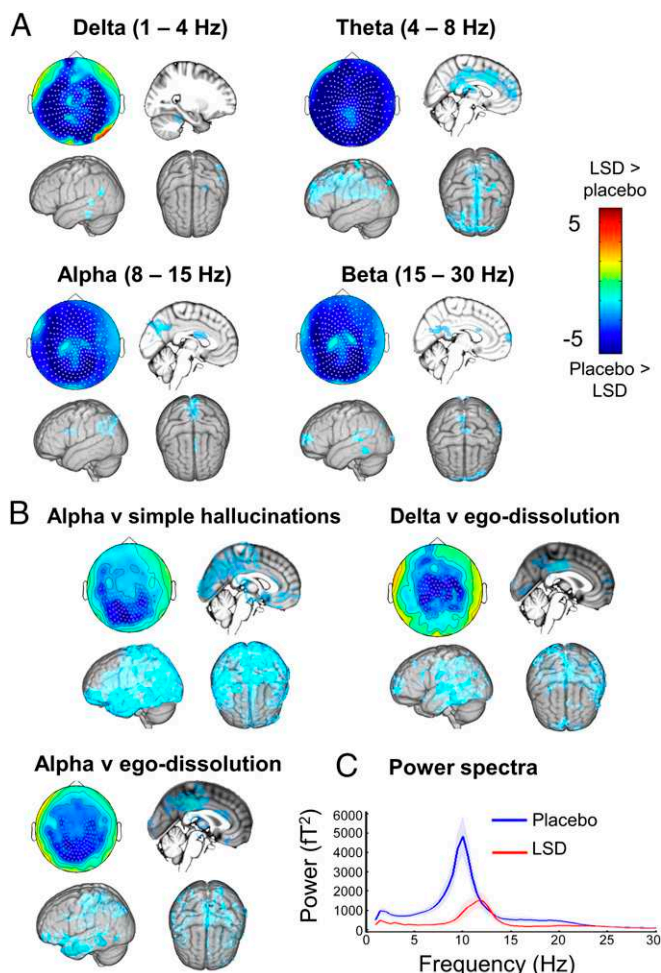 A
Delta (1 – 4 Hz)
Theta (4 – 8 Hz)
LSD >
placebo
5
-5
Placebo >
LSD
Alpha (8 – 15 Hz)
Beta (15 – 30 Hz)
B
Alpha v simple hallucinations
Delta v ego-dissolution
Alpha v ego-dissolution
C
Power spectra
Power (fT²)
6000
5000
4000
3000
2000
1000
0
Placebo
LSD
0 5 10 15 20 25 30
Frequency (Hz)